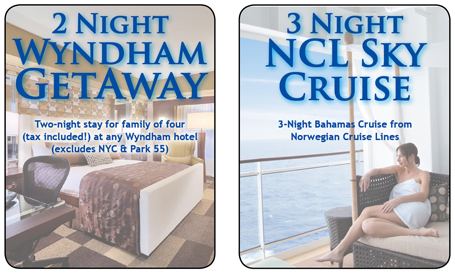 2 Night
Wyndham
GetAway
Two-night stay for family of four
(tax included!) at any Wyndham hotel
(excludes NYC & Park 55)
3 Night
NCL Sky
Cruise
3-Night Bahamas Cruise from
Norwegian Cruise Lines